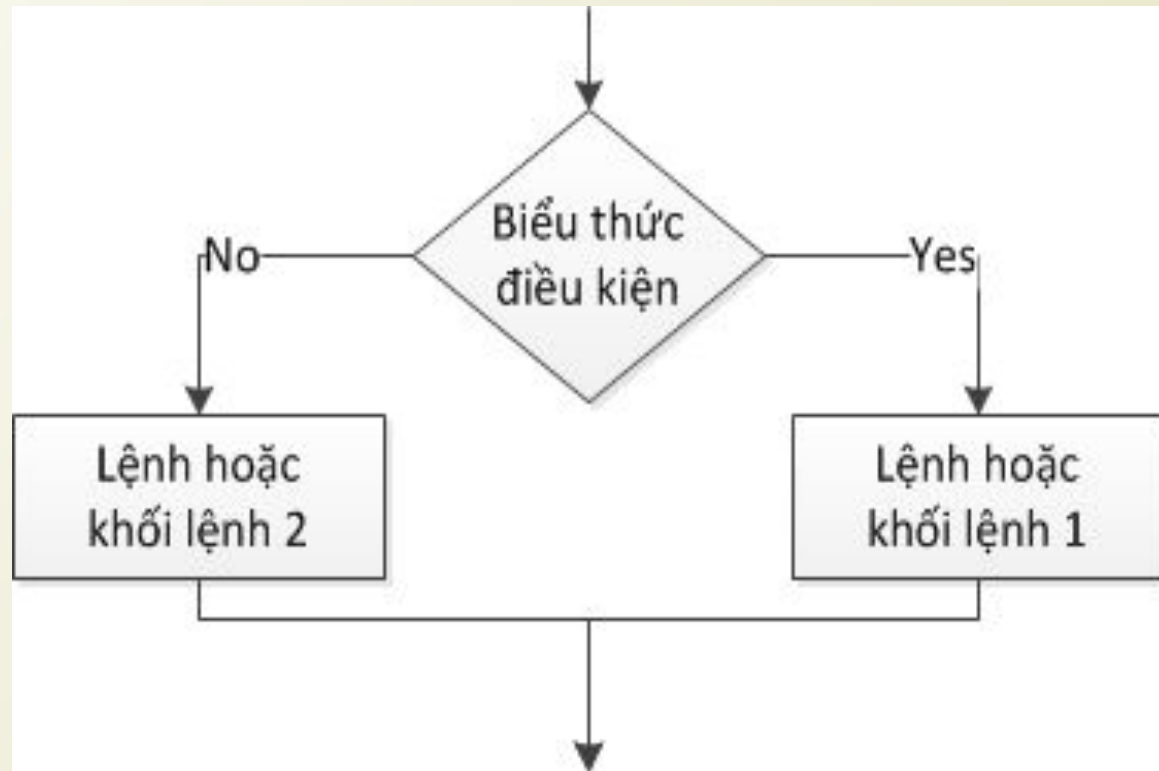 Biểu thức
điều kiện
No
Yes
Lệnh hoặc
khối lệnh 2
Lệnh hoặc
khối lệnh 1